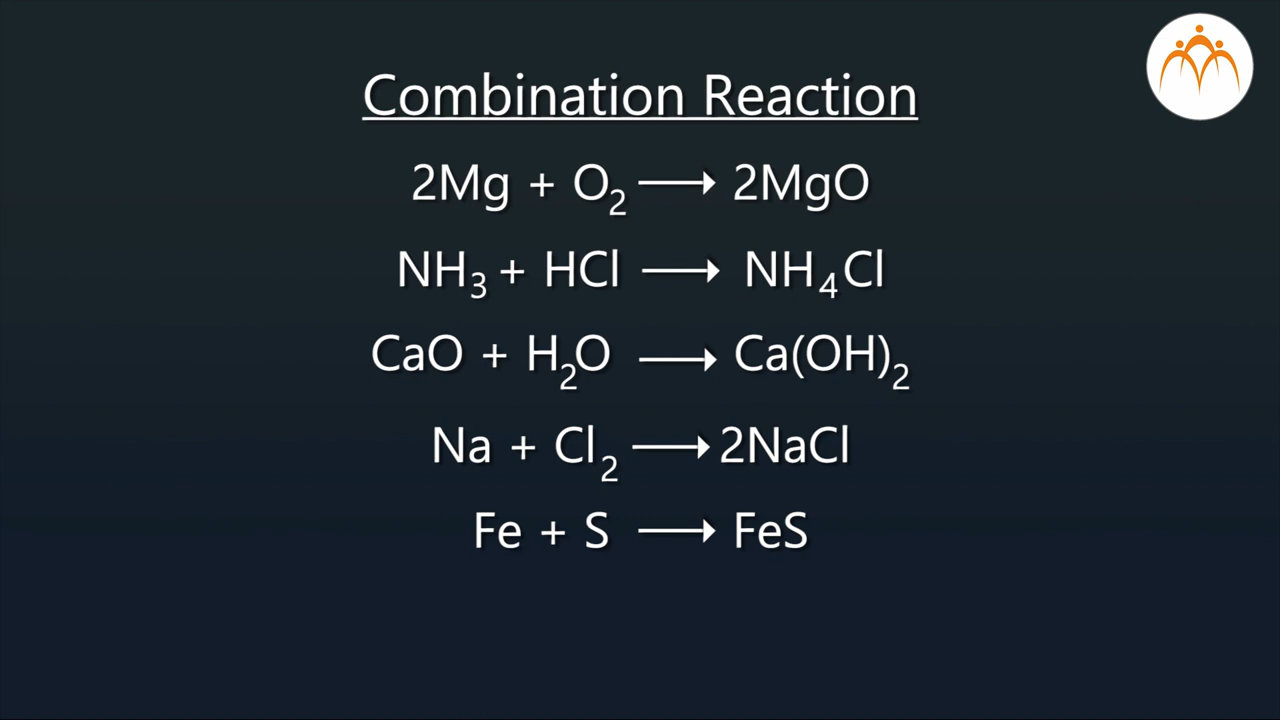 Combination Reaction
2Mg + O₂ ⟶ 2MgO
NH₃ + HCl ⟶ NH₄Cl
CaO + H₂O ⟶ Ca(OH)₂
Na + Cl₂ ⟶ 2NaCl
Fe + S ⟶ FeS